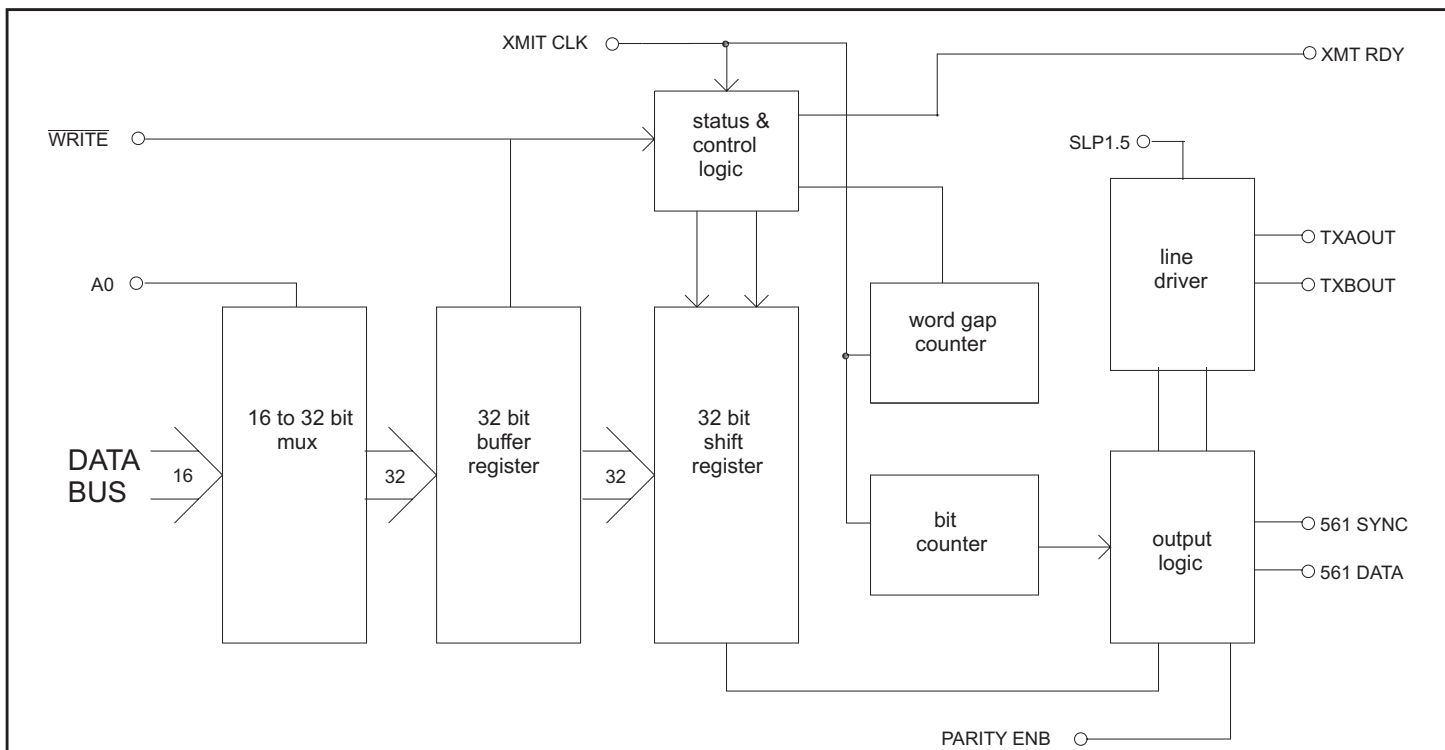 XMIT CLK
XMT RDY
WRITE
status &
control
logic
SLP1.5
TXAOUT
TXBOUT
line
driver
A0
word gap
counter
16 to 32 bit
mux
32 bit
buffer
register
32 bit
shift
register
DATA
BUS
16
32
32
bit
counter
output
logic
561 SYNC
561 DATA
PARITY ENB